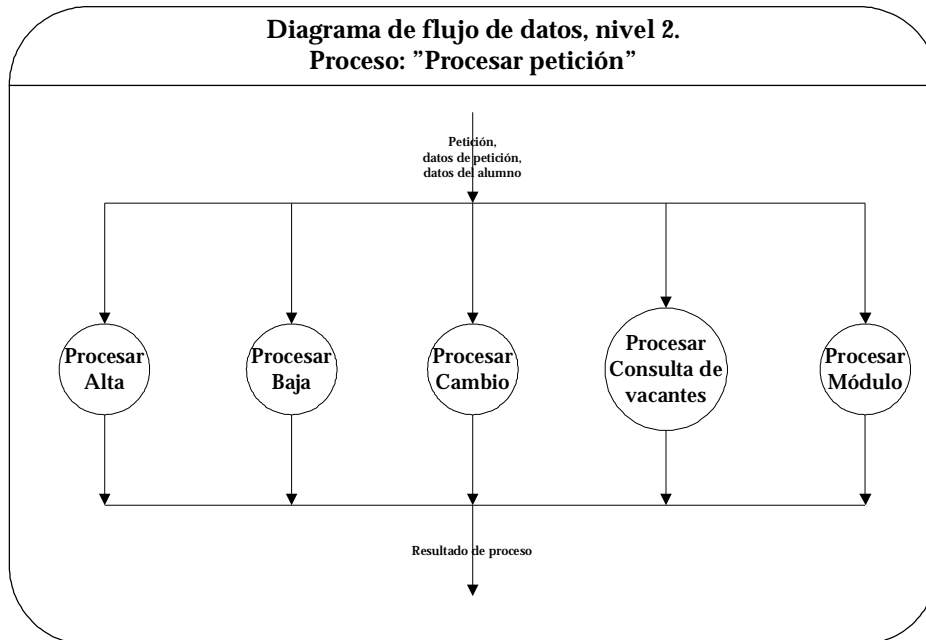 Diagrama de flujo de datos, nivel 2.
Proceso: ”Procesar petición”
Petición,
datos de petición,
datos del alumno
Procesar
Alta
Procesar
Baja
Procesar
Cambio
Procesar
Consulta de
vacantes
Procesar
Módulo
Resultado de proceso